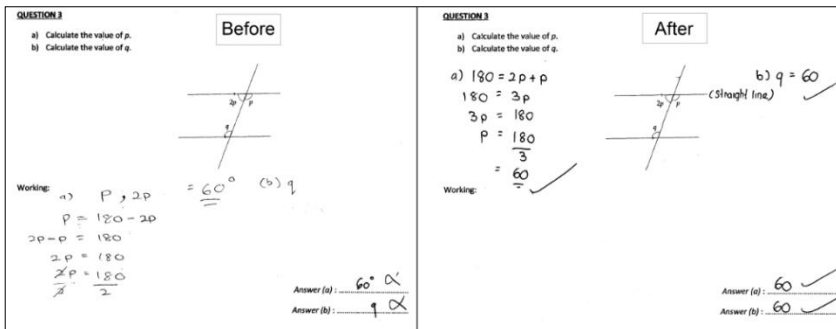 QUESTION 3
Before
a) Calculate the value of p.
b) Calculate the value of q.
2p p
q
Working:
a) P, 2p = 60° (b) q
P = 180 - 2p
2p - p = 180
2p = 180
2p = 180
2 2
Answer (a) : 60°
Answer (b) : q
QUESTION 3
After
a) Calculate the value of p.
b) Calculate the value of q.
a) 180 = 2p + p
180 = 3p
3p = 180
P = 180
3
= 60
b) q = 60
(straight line)
2p p
q
Working:
Answer (a) : 60
Answer (b) : 60